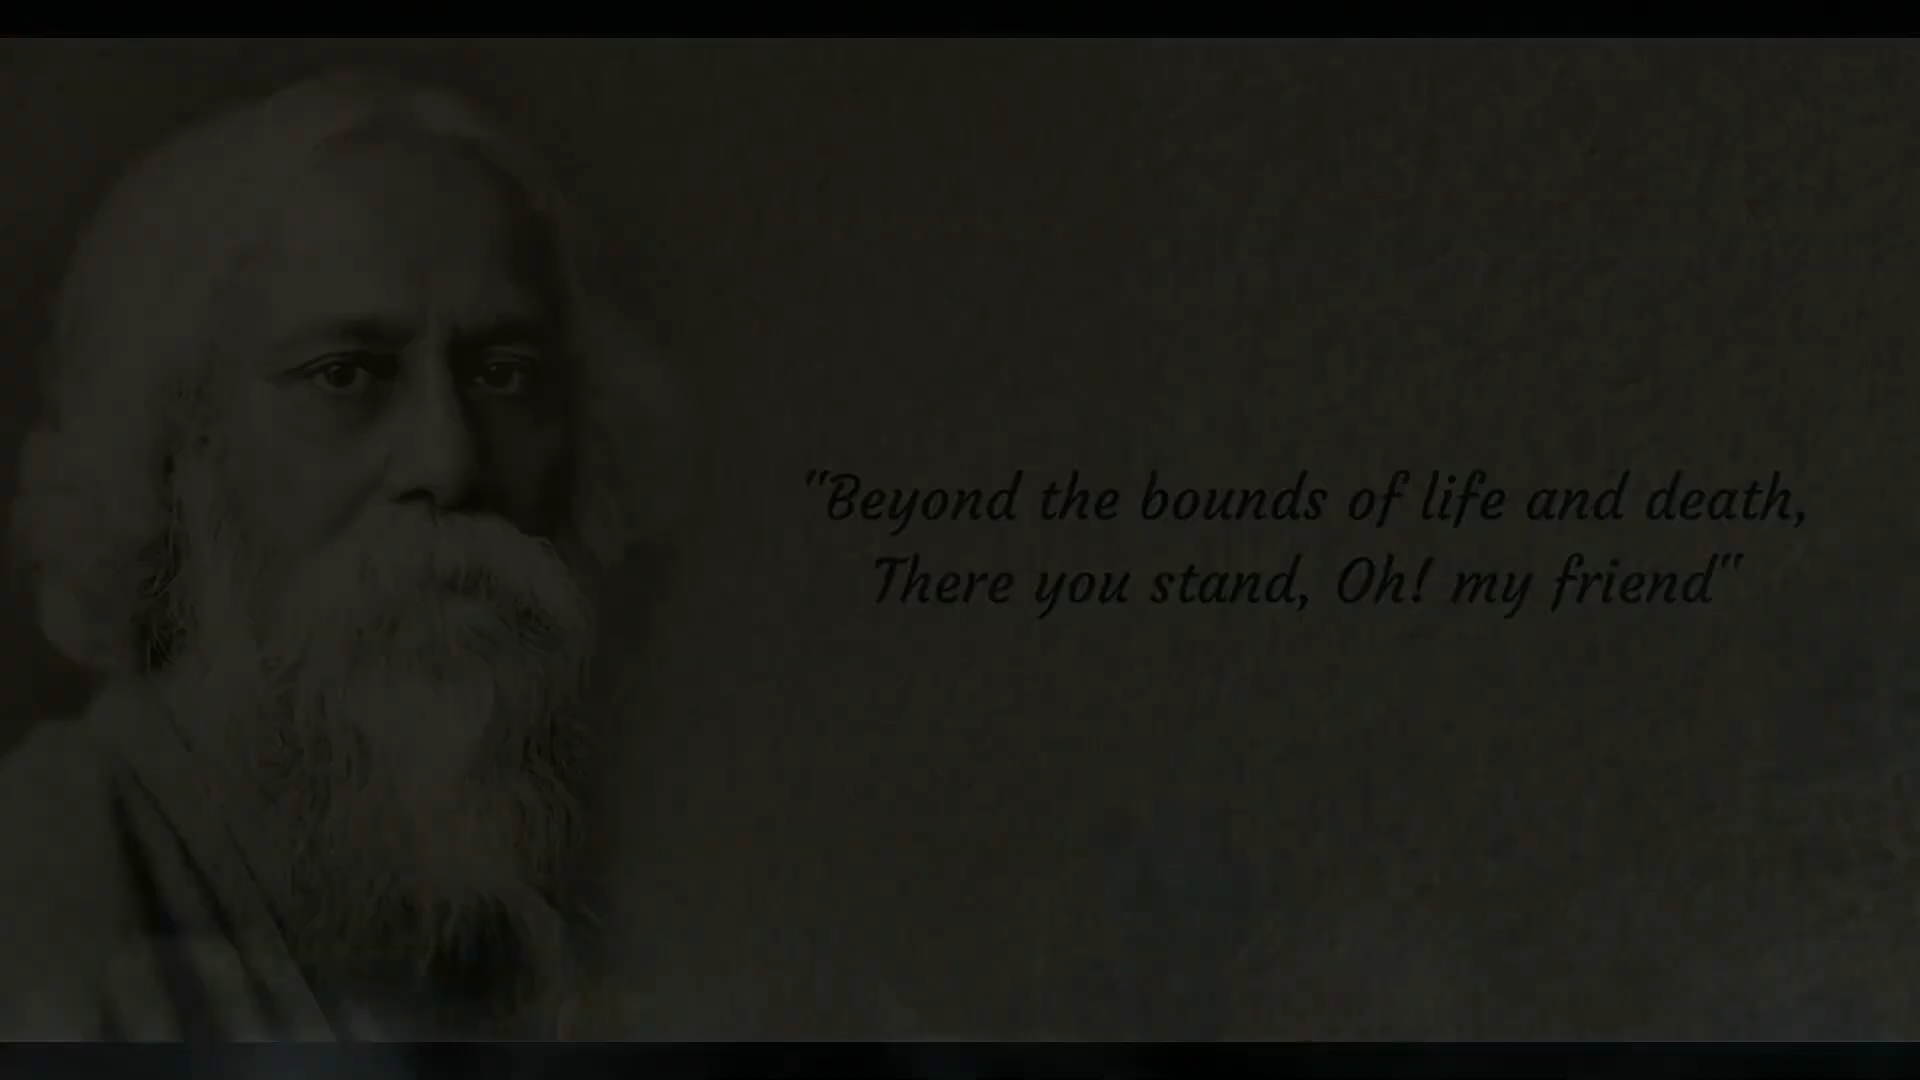 "Beyond the bounds of life and death,
There you stand, Oh! my friend"